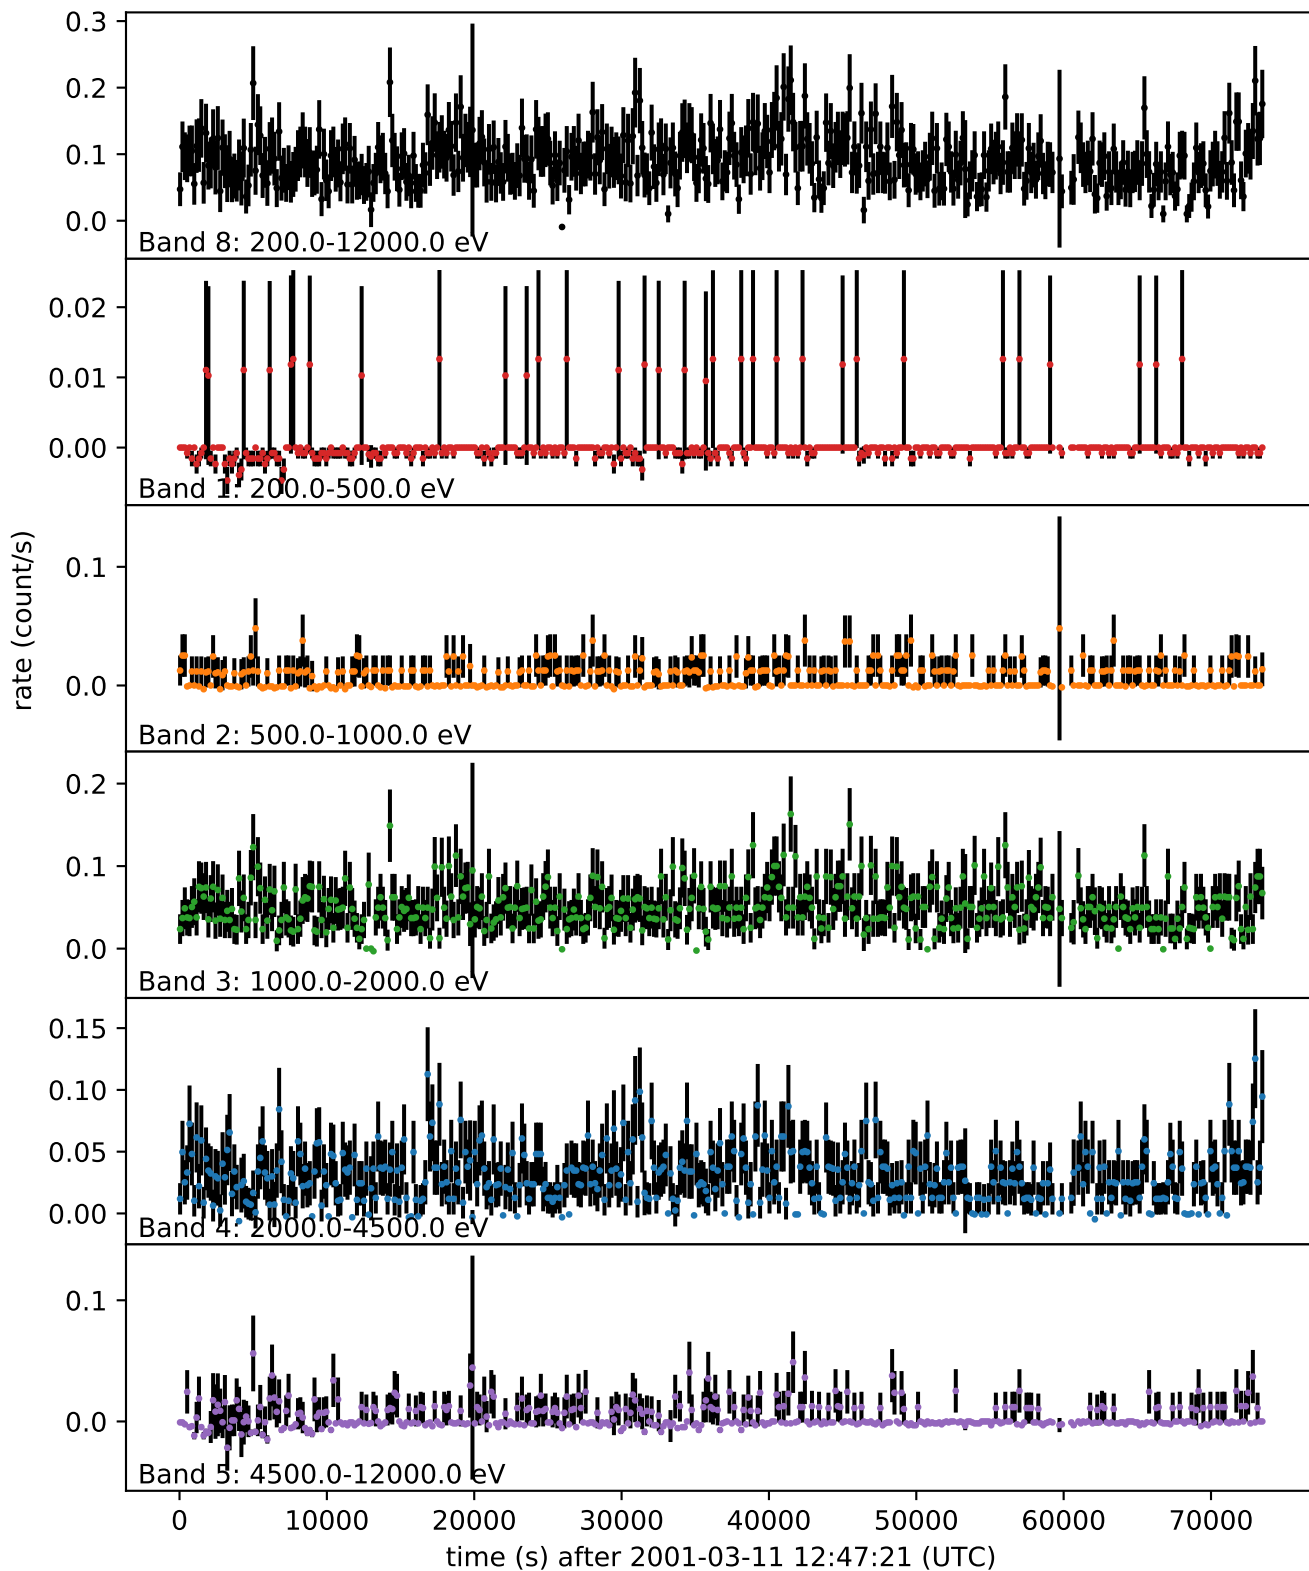 0.3
0.2
0.1
0.0
Band 8: 200.0-12000.0 eV
0.02
0.01
0.00
Band 1: 200.0-500.0 eV
rate (count/s)
0.1
0.0
Band 2: 500.0-1000.0 eV
0.2
0.1
0.0
Band 3: 1000.0-2000.0 eV
0.15
0.10
0.05
0.00
Band 4: 2000.0-4500.0 eV
0.1
0.0
Band 5: 4500.0-12000.0 eV
0 10000 20000 30000 40000 50000 60000 70000
time (s) after 2001-03-11 12:47:21 (UTC)